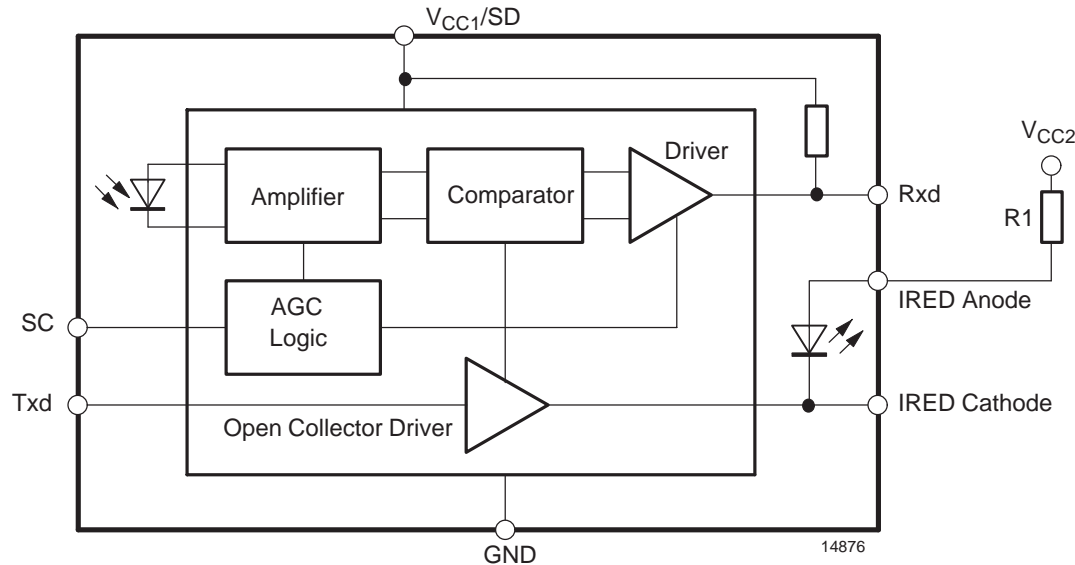 VCC1/SD
Driver
VCC2
Amplifier
Comparator
Rxd
R1
AGC
Logic
IRED Anode
SC
Txd
Open Collector Driver
IRED Cathode
GND
14876